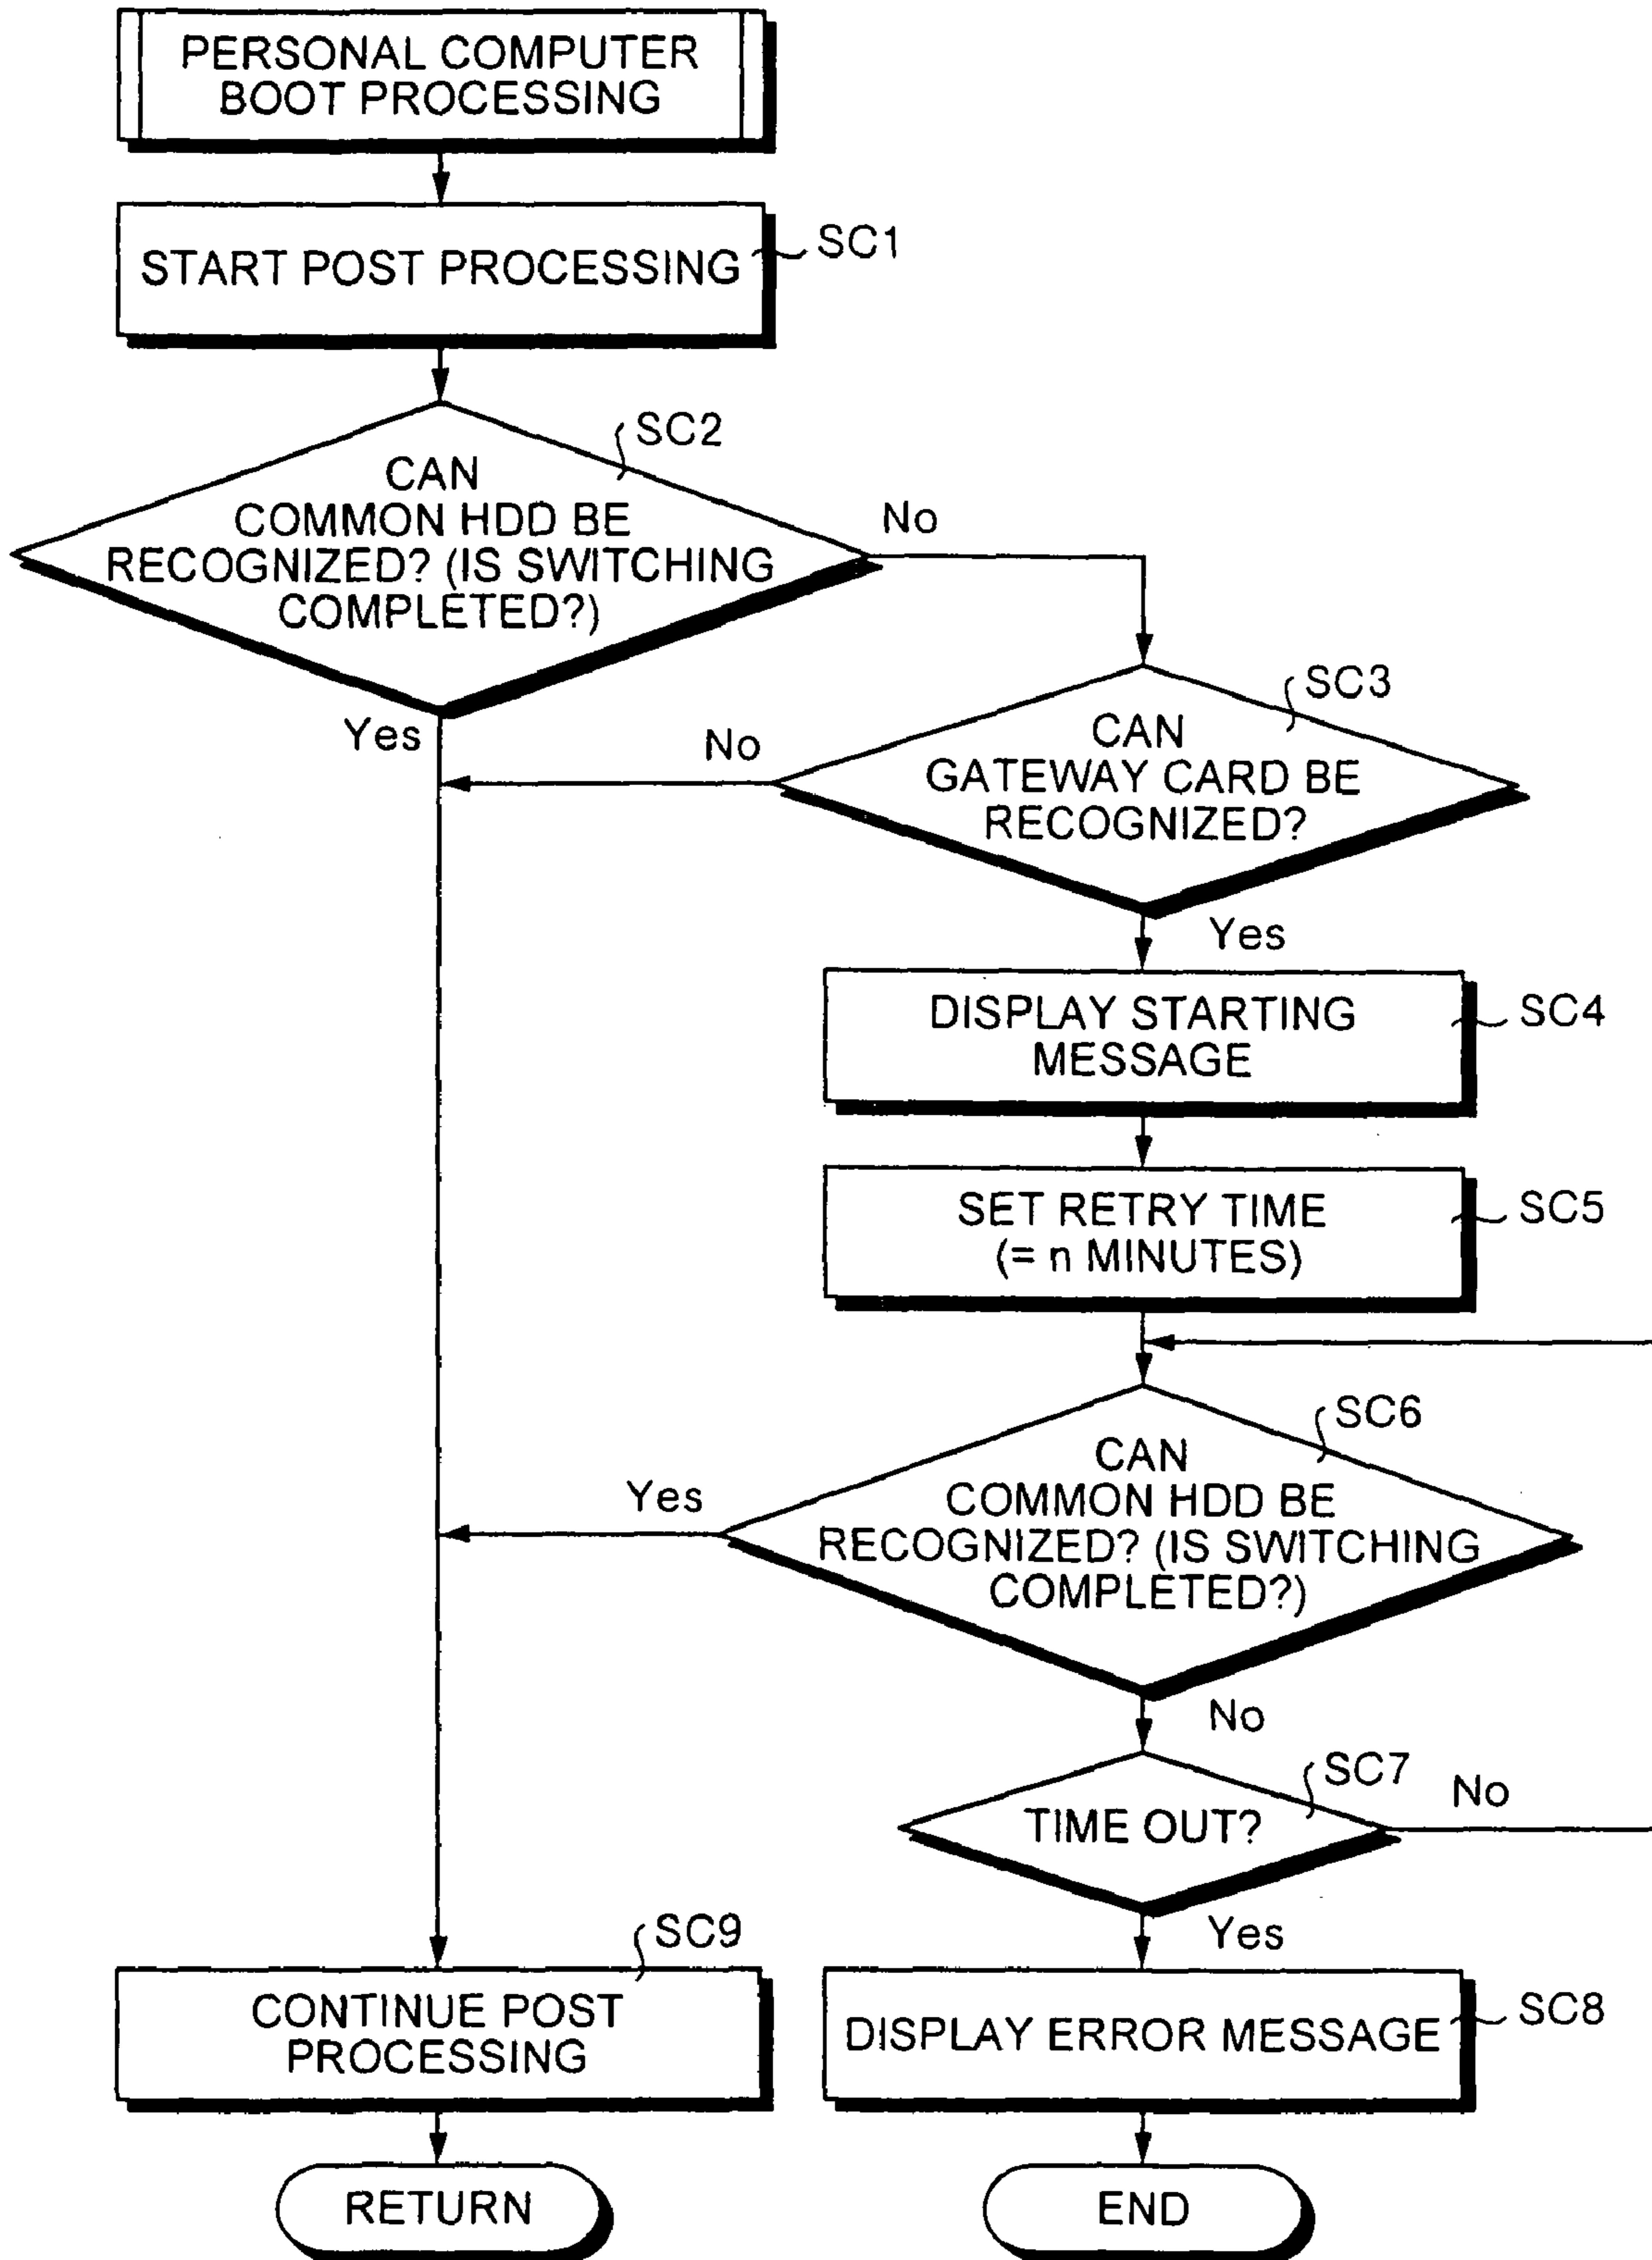 PERSONAL COMPUTER
BOOT PROCESSING
START POST PROCESSING
SC1
SC2
CAN
COMMON HDD BE
RECOGNIZED? (IS SWITCHING
COMPLETED?)
No
Yes
SC3
CAN
GATEWAY CARD BE
RECOGNIZED?
No
Yes
DISPLAY STARTING
MESSAGE
SC4
SET RETRY TIME
(= n MINUTES)
SC5
SC6
CAN
COMMON HDD BE
RECOGNIZED? (IS SWITCHING
COMPLETED?)
Yes
No
SC7
TIME OUT?
No
Yes
SC9
CONTINUE POST
PROCESSING
DISPLAY ERROR MESSAGE
SC8
RETURN
END